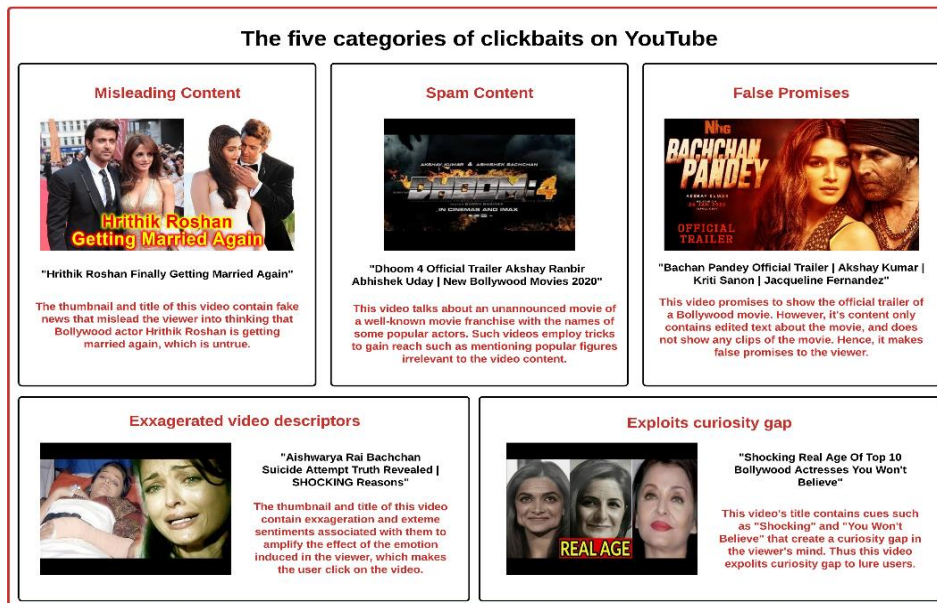 The five categories of clickbaits on YouTube
Misleading Content
Hrithik Roshan
Getting Married Again
"Hrithik Roshan Finally Getting Married Again"
The thumbnail and title of this video contain fake
news that mislead the viewer into thinking that
Bollywood actor Hrithik Roshan is getting
married again, which is untrue.
Spam Content
AKSHAY KUMAR & ABHISHEK BACHCHAN
DHOOM:4
IN CINEMAS AND IMAX
"Dhoom 4 Official Trailer Akshay Ranbir
Abhishek Uday | New Bollywood Movies 2020"
This video talks about an unannounced movie of
a well-known movie franchise with the names of
some popular actors. Such videos employ tricks
to gain reach such as mentioning popular figures
irrelevant to the video content.
False Promises
NHG
BACHCHAN
PANDEY
OFFICIAL
TRAILER
"Bachan Pandey Official Trailer | Akshay Kumar |
Kriti Sanon | Jacqueline Fernandez"
This video promises to show the official trailer of
a Bollywood movie. However, it's content only
contains edited text about the movie, and does
not show any clips of the movie. Hence, it makes
false promises to the viewer.
Exxagerated video descriptors
"Aishwarya Rai Bachchan
Suicide Attempt Truth Revealed |
SHOCKING Reasons"
The thumbnail and title of this video
contain exxageration and exteme
sentiments associated with them to
amplify the effect of the emotion
induced in the viewer, which makes
the user click on the video.
Exploits curiosity gap
REAL AGE
"Shocking Real Age Of Top 10
Bollywood Actresses You Won't
Believe"
This video's title contains cues such
as "Shocking" and "You Won't
Believe" that create a curiosity gap in
the viewer's mind. Thus this video
expolits curiosity gap to lure users.